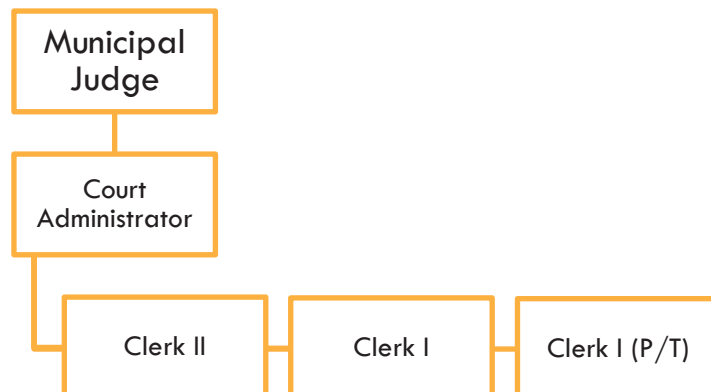 Municipal
Judge
Court
Administrator
Clerk II
Clerk I
Clerk I (P/T)